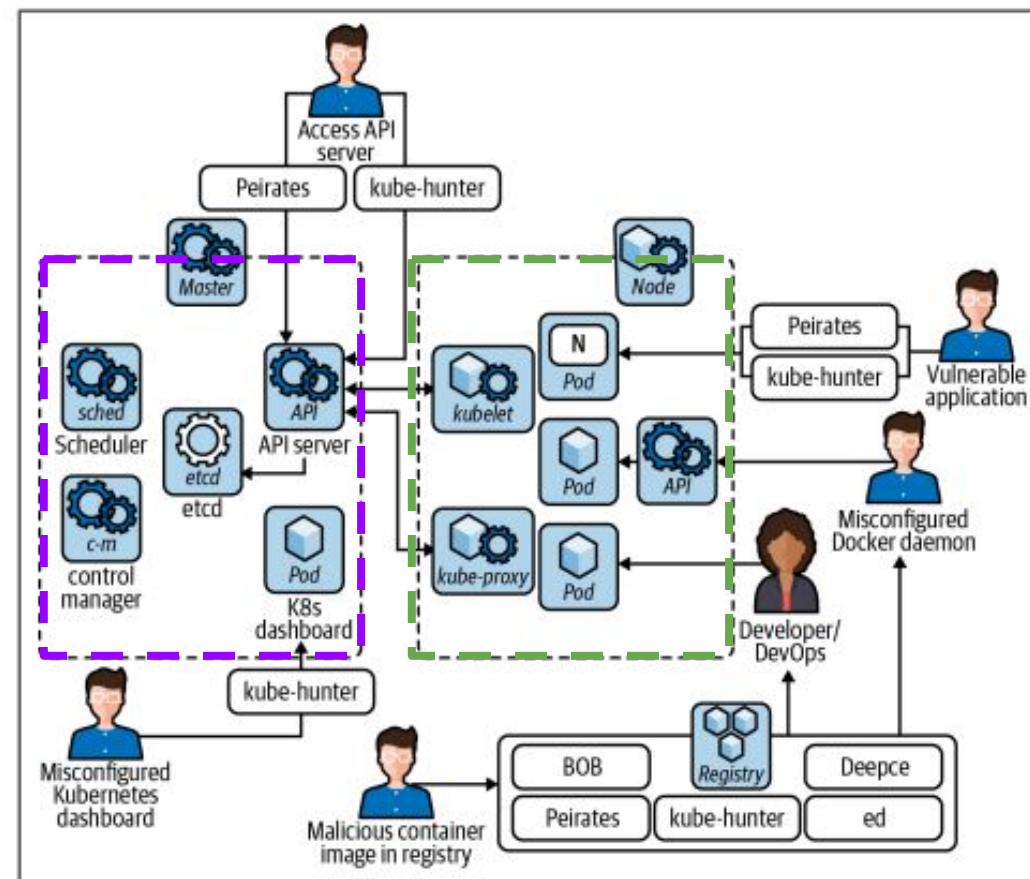 Access API
server
Peirates
kube-hunter
Master
Node
sched
Scheduler
API
API server
etcd
etcd
c-m
control
manager
Pod
K8s
dashboard
kubelet
kube-proxy
N
Pod
Pod
API
Pod
Peirates
kube-hunter
Vulnerable
application
Misconfigured
Docker daemon
Developer/
DevOps
kube-hunter
Misconfigured
Kubernetes
dashboard
Malicious container
image in registry
BOB
Registry
Deepce
Peirates
kube-hunter
ed